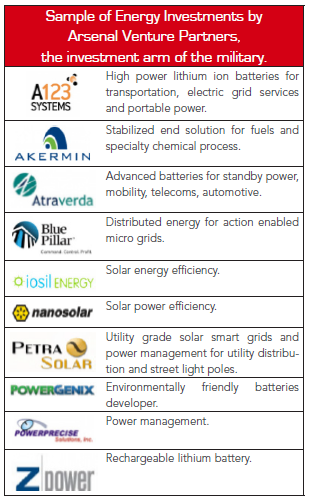 Sample of Energy Investments by
Arsenal Venture Partners,
the investment arm of the military.
A123
SYSTEMS
High power lithium ion batteries for
transportation, electric grid services
and portable power.
AKERMIN
Stabilized end solution for fuels and
specialty chemical process.
Atraverda
Advanced batteries for standby power,
mobility, telecoms, automotive.
Blue
Pillar
Command. Control. Profit.
Distributed energy for action enabled
micro grids.
iosil ENERGY
Solar energy efficiency.
nanosolar
Solar power efficiency.
PETRA
SOLAR
Utility grade solar smart grids and
power management for utility distribu-
tion and street light poles.
POWERGENIX
Environmentally friendly batteries
developer.
POWERPRECISE
Solutions, Inc.
Power management.
Z power
Rechargeable lithium battery.